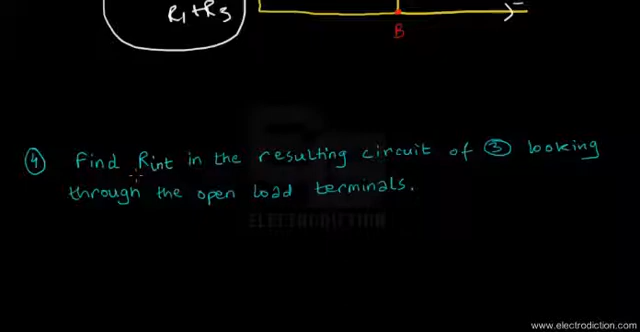 R1+R3
B
④ Find Rint in the resulting circuit of ③ looking
through the open load terminals.
ELECTRODICTION
www.electrodiction.com